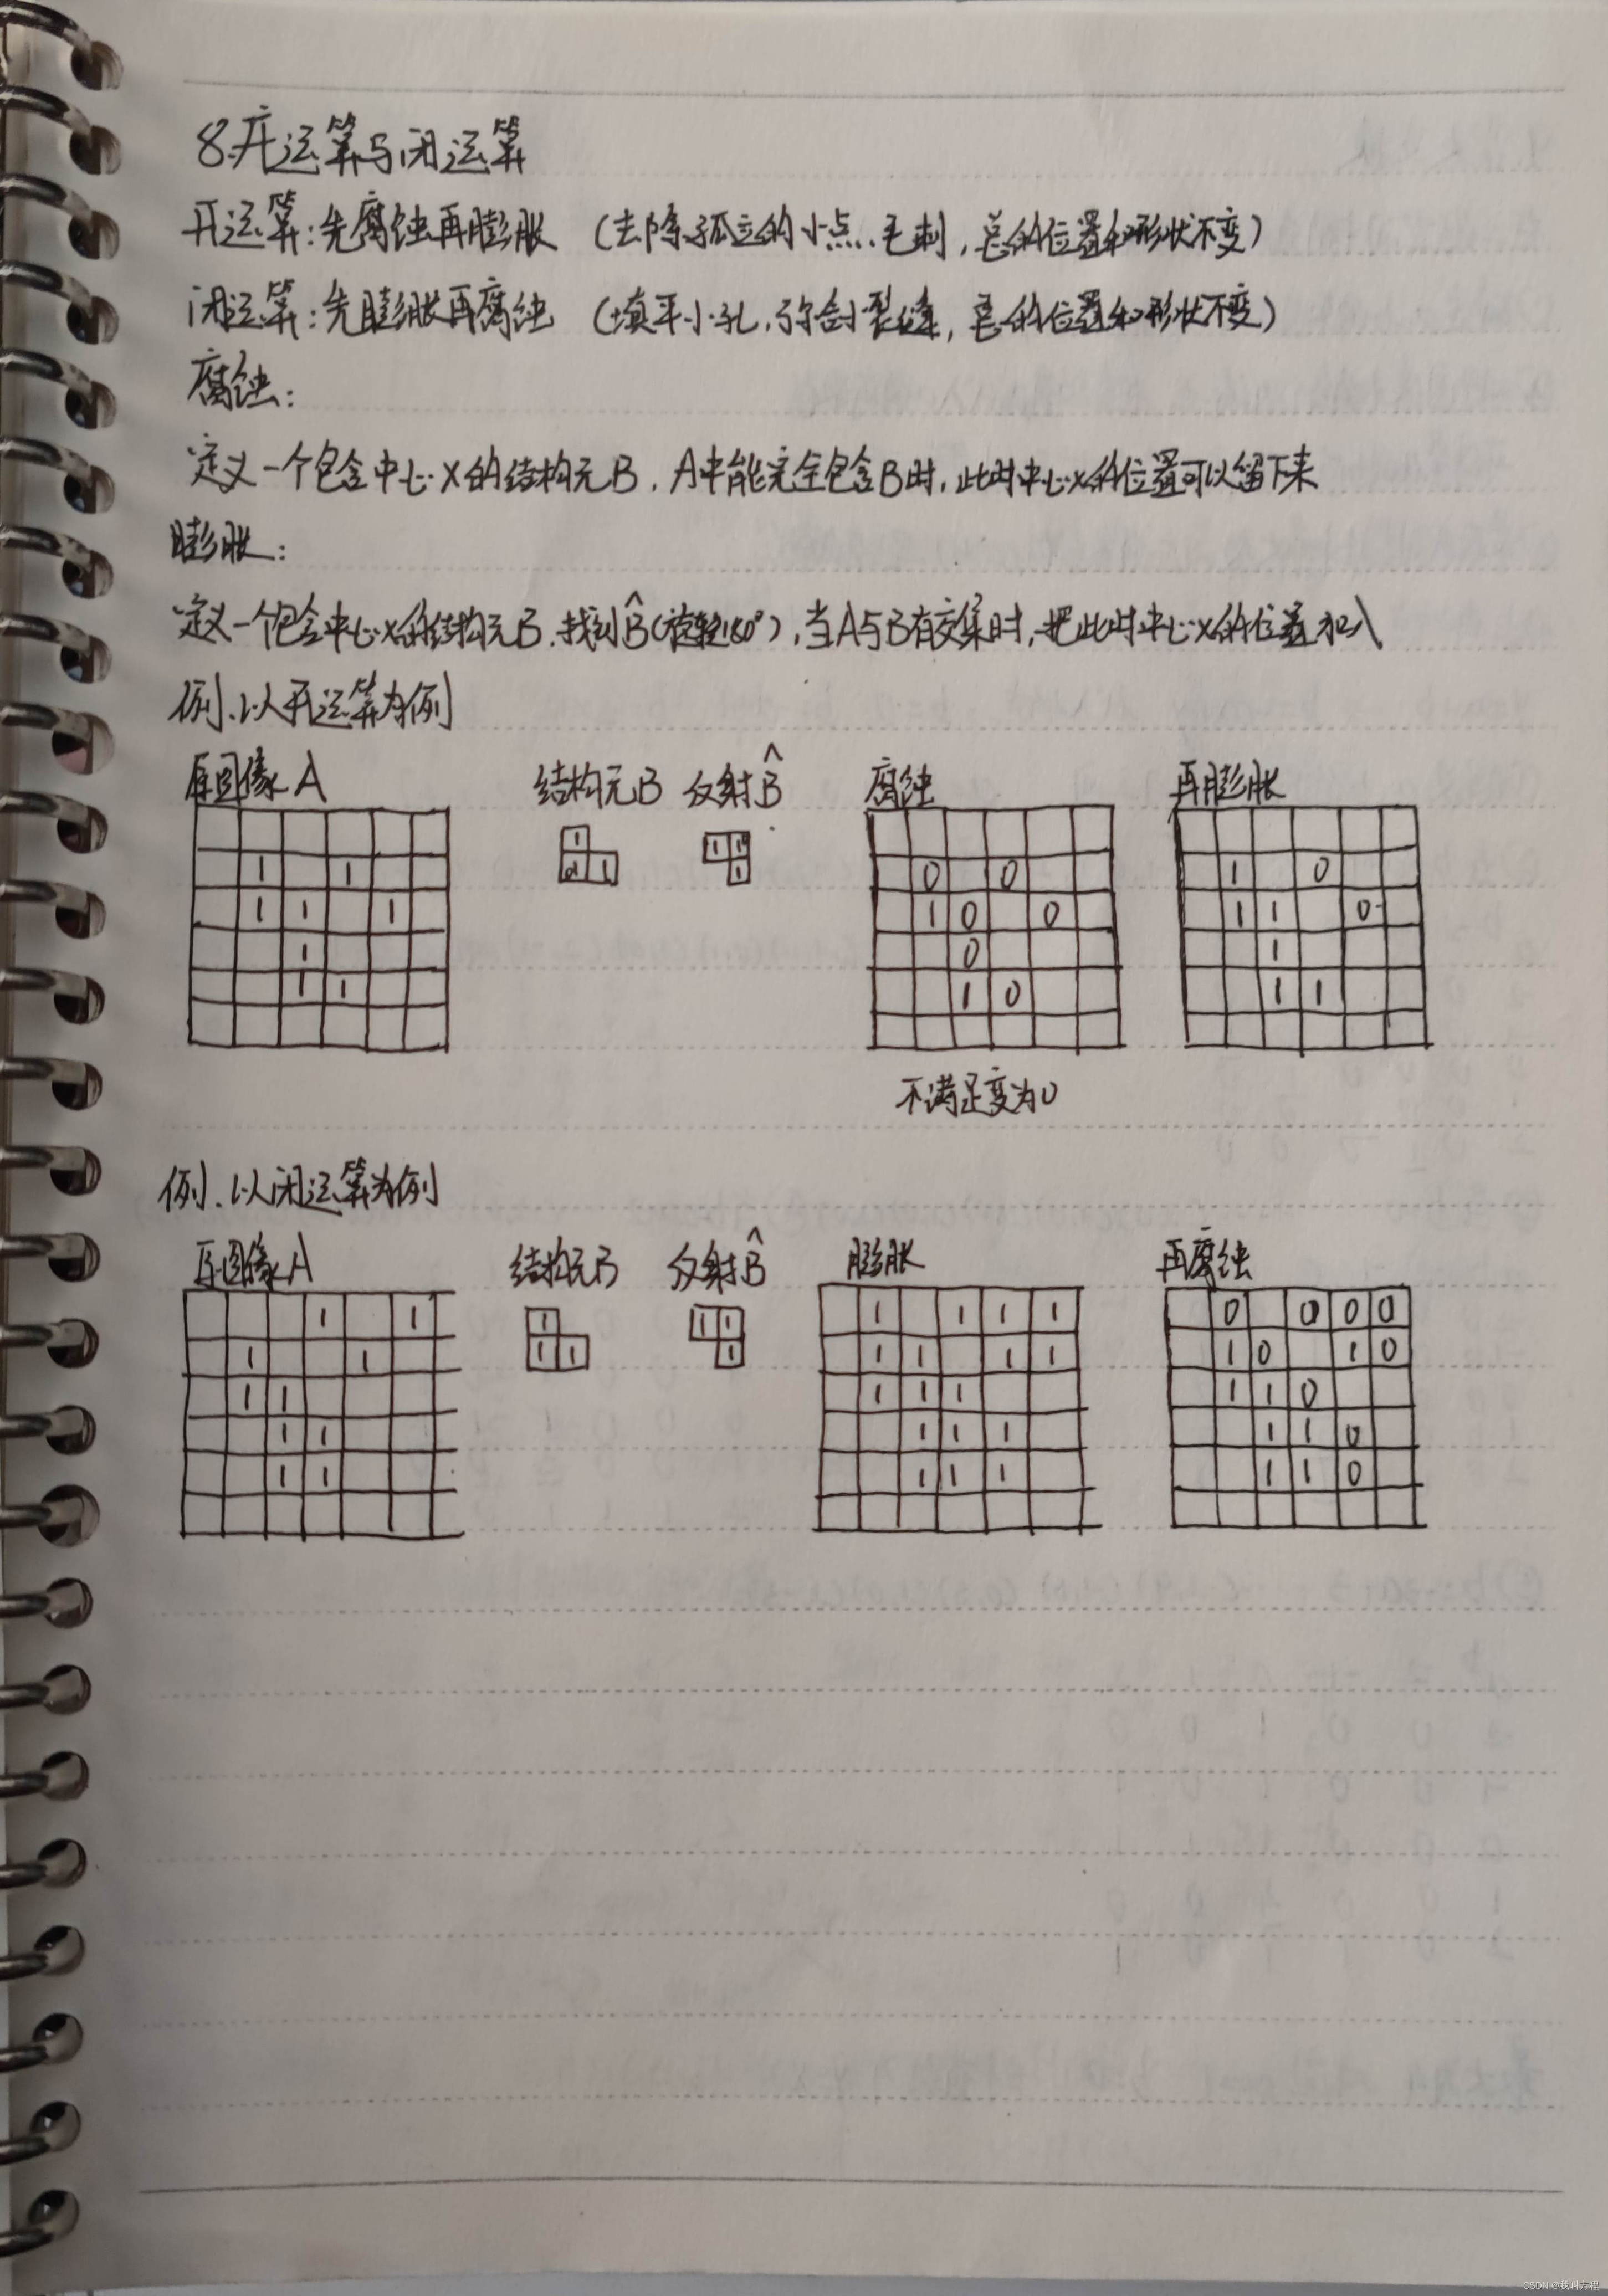 8.开运算与闭运算
开运算:先腐蚀再膨胀 (去除孤立的小点、毛刺,总的位置和形状不变)
闭运算:先膨胀再腐蚀 (填平小孔,弥合小裂缝,总的位置和形状不变)
腐蚀:
定义一个包含中心x的结构元B,A中能完全包含B时,此时中心x的位置可以留下来
膨胀:
定义一个包含中心x的结构元B,找到B̂(旋转180°),当A与B有交集时,把此时中心x的位置加入
例、以开运算为例
原图像A 结构元B 反射B̂ 腐蚀 再膨胀
1 1 1 1 0 0 1 0
1 1 1 1 1 1 1 0 0 1 1 0
1 0 1
1 1 1 0 1 1
不满足变为0
例、以闭运算为例
原图像A 结构元B 反射B̂ 膨胀 再腐蚀
1 1 1 1 1 1 1 1 1 0 0 0 0
1 1 1 1 1 1 1 1 1 1 0 1 0
1 1 1 1 1 1 1 0
1 1 1 1 1 1 1 0
1 1 1 1 1 1 1 0
CSDN @我叫方程